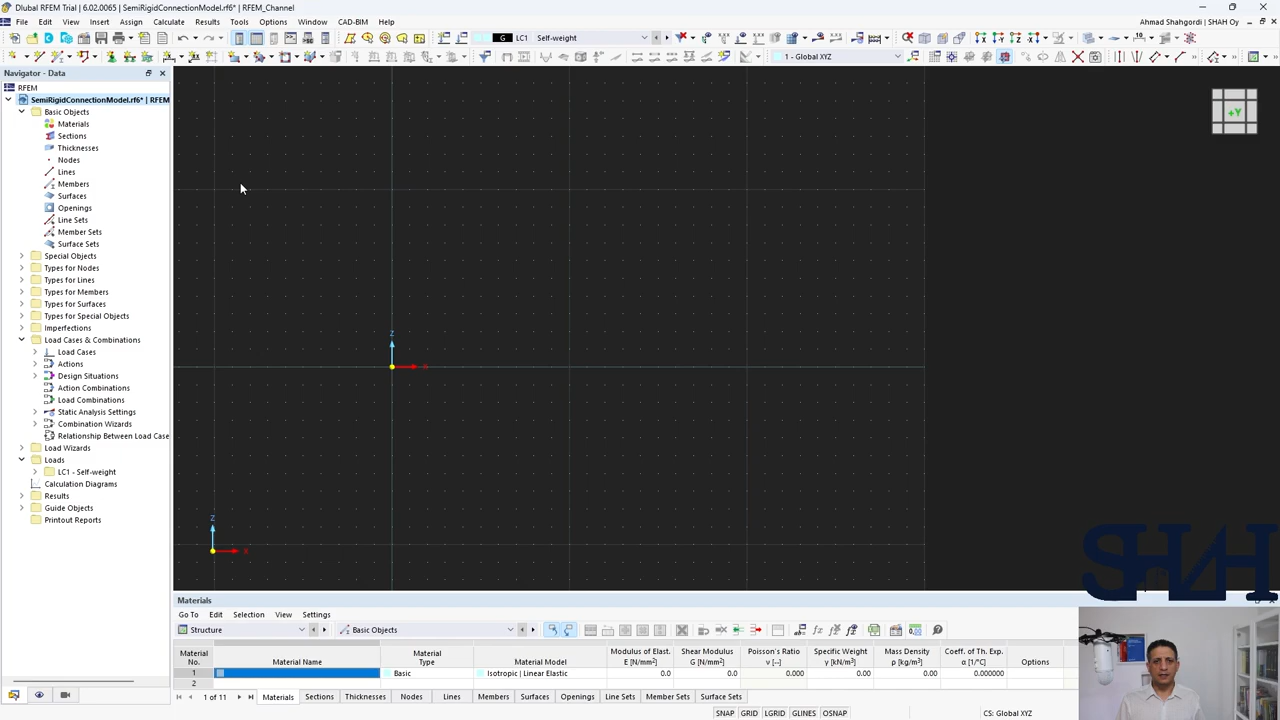 Dlubal RFEM Trial | 6.02.0065 | SemiRigidConnectionModel.rf6* | RFEM_Channel
File Edit View Insert Assign Calculate Results Tools Options Window CAD-BIM Help
Ahmad Shahgordi | SHAH Oy
G LC1 Self-weight
1 - Global XYZ
Navigator - Data
RFEM
SemiRigidConnectionModel.rf6* | RFEM
Basic Objects
Materials
Sections
Thicknesses
Nodes
Lines
Members
Surfaces
Openings
Line Sets
Member Sets
Surface Sets
Special Objects
Types for Nodes
Types for Lines
Types for Members
Types for Surfaces
Types for Special Objects
Imperfections
Load Cases & Combinations
Load Cases
Actions
Design Situations
Action Combinations
Load Combinations
Static Analysis Settings
Combination Wizards
Relationship Between Load Case
Load Wizards
Loads
LC1 - Self-weight
Calculation Diagrams
Results
Guide Objects
Printout Reports
+Y
Z
X
Z
X
SHAH
Materials
Go To Edit Selection View Settings
Structure Basic Objects
Material No. Material Name Material Type Material Model Modulus of Elast. E [N/mm²] Shear Modulus G [N/mm²] Poisson's Ratio ν [--] Specific Weight γ [kN/m³] Mass Density ρ [kg/m³] Coeff. of Th. Exp. α [1/°C] Options
1 Basic Isotropic | Linear Elastic 0.0 0.0 0.000 0.00 0.00 0.000000
2
1 of 11 Materials Sections Thicknesses Nodes Lines Members Surfaces Openings Line Sets Member Sets Surface Sets
SNAP GRID LGRID GLINES OSNAP CS: Global XYZ